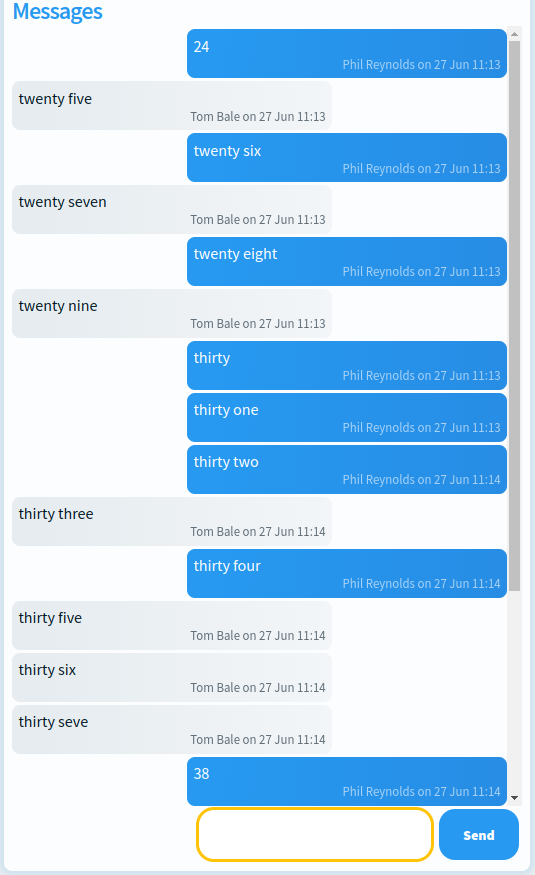 Messages
24
Phil Reynolds on 27 Jun 11:13
twenty five
Tom Bale on 27 Jun 11:13
twenty six
Phil Reynolds on 27 Jun 11:13
twenty seven
Tom Bale on 27 Jun 11:13
twenty eight
Phil Reynolds on 27 Jun 11:13
twenty nine
Tom Bale on 27 Jun 11:13
thirty
Phil Reynolds on 27 Jun 11:13
thirty one
Phil Reynolds on 27 Jun 11:13
thirty two
Phil Reynolds on 27 Jun 11:14
thirty three
Tom Bale on 27 Jun 11:14
thirty four
Phil Reynolds on 27 Jun 11:14
thirty five
Tom Bale on 27 Jun 11:14
thirty six
Tom Bale on 27 Jun 11:14
thirty seve
Tom Bale on 27 Jun 11:14
38
Phil Reynolds on 27 Jun 11:14
Send